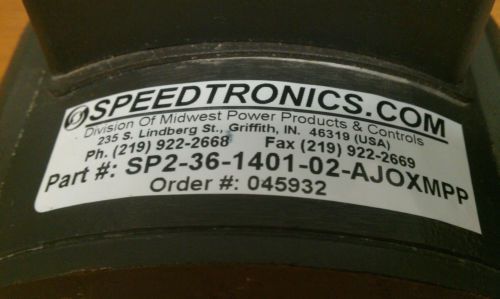 SPEEDTRONICS.COM
Division Of Midwest Power Products & Controls
235 S. Lindberg St., Griffith, IN. 46319 (USA)
Ph. (219) 922-2668 Fax (219) 922-2669
Part #: SP2-36-1401-02-AJOXMPP
Order #: 045932